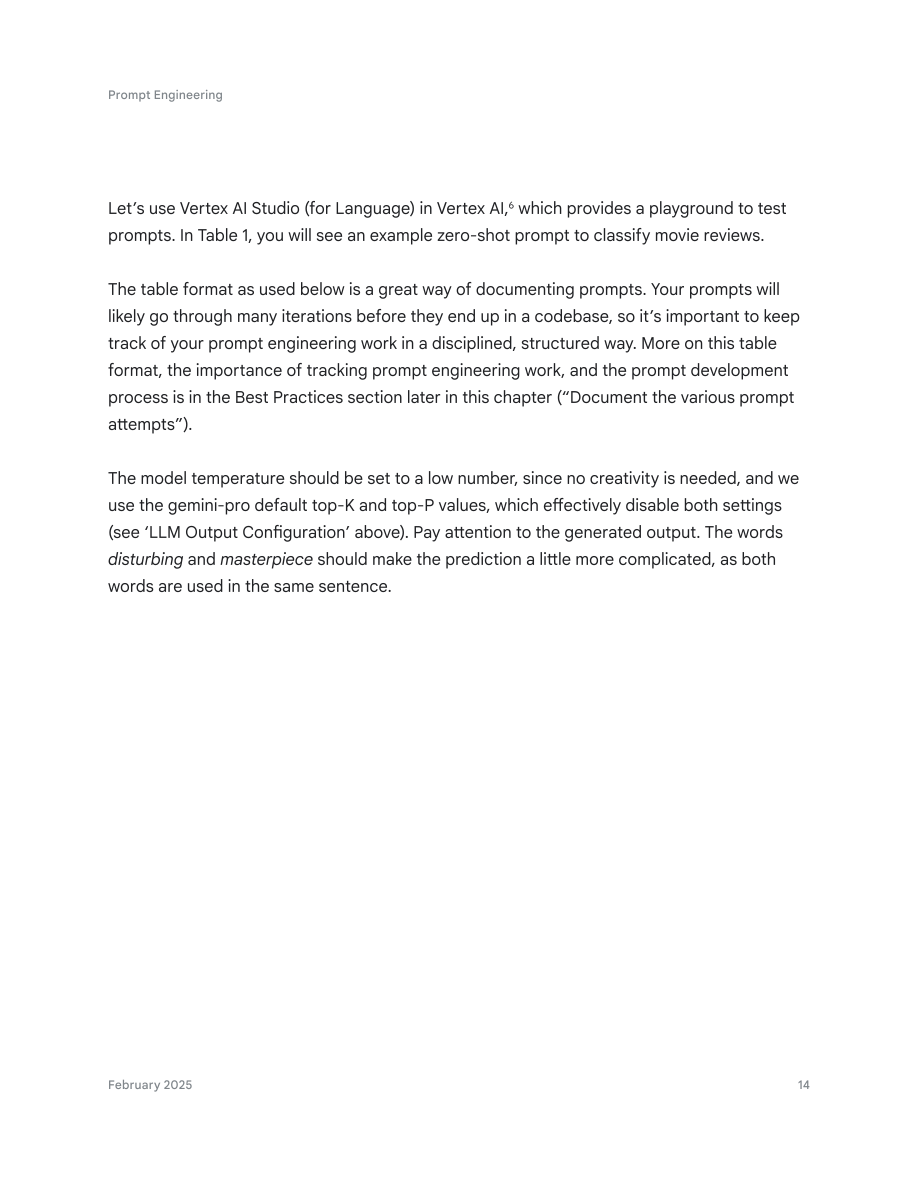 Prompt Engineering
Let’s use Vertex AI Studio (for Language) in Vertex AI,⁶ which provides a playground to test
prompts. In Table 1, you will see an example zero-shot prompt to classify movie reviews.
The table format as used below is a great way of documenting prompts. Your prompts will
likely go through many iterations before they end up in a codebase, so it’s important to keep
track of your prompt engineering work in a disciplined, structured way. More on this table
format, the importance of tracking prompt engineering work, and the prompt development
process is in the Best Practices section later in this chapter (“Document the various prompt
attempts”).
The model temperature should be set to a low number, since no creativity is needed, and we
use the gemini-pro default top-K and top-P values, which effectively disable both settings
(see ‘LLM Output Configuration’ above). Pay attention to the generated output. The words
disturbing and masterpiece should make the prediction a little more complicated, as both
words are used in the same sentence.
February 2025
14